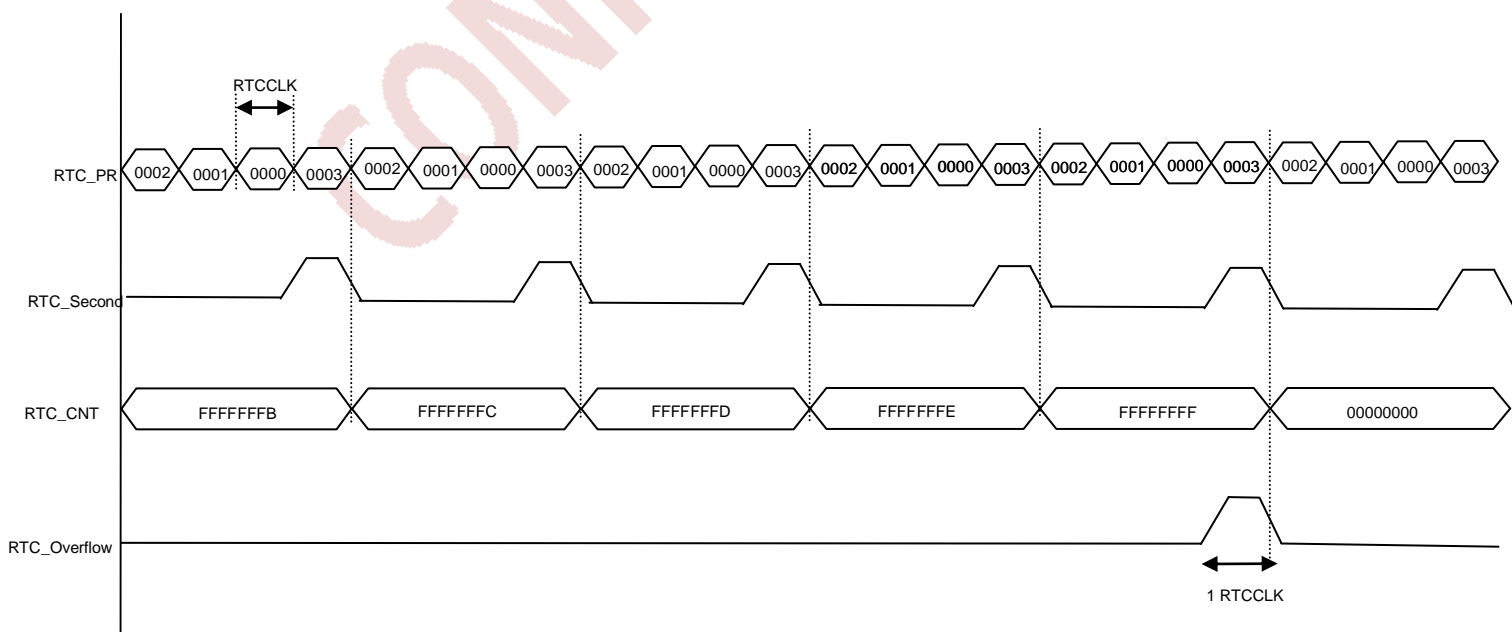 CON
RTCCLK
RTC_PR 0002 0001 0000 0003 0002 0001 0000 0003 0002 0001 0000 0003 0002 0001 0000 0003 0002 0001 0000 0003 0002 0001 0000 0003
RTC_Second
RTC_CNT FFFFFFFB FFFFFFFC FFFFFFFD FFFFFFFE FFFFFFFF 00000000
RTC_Overflow
1 RTCCLK